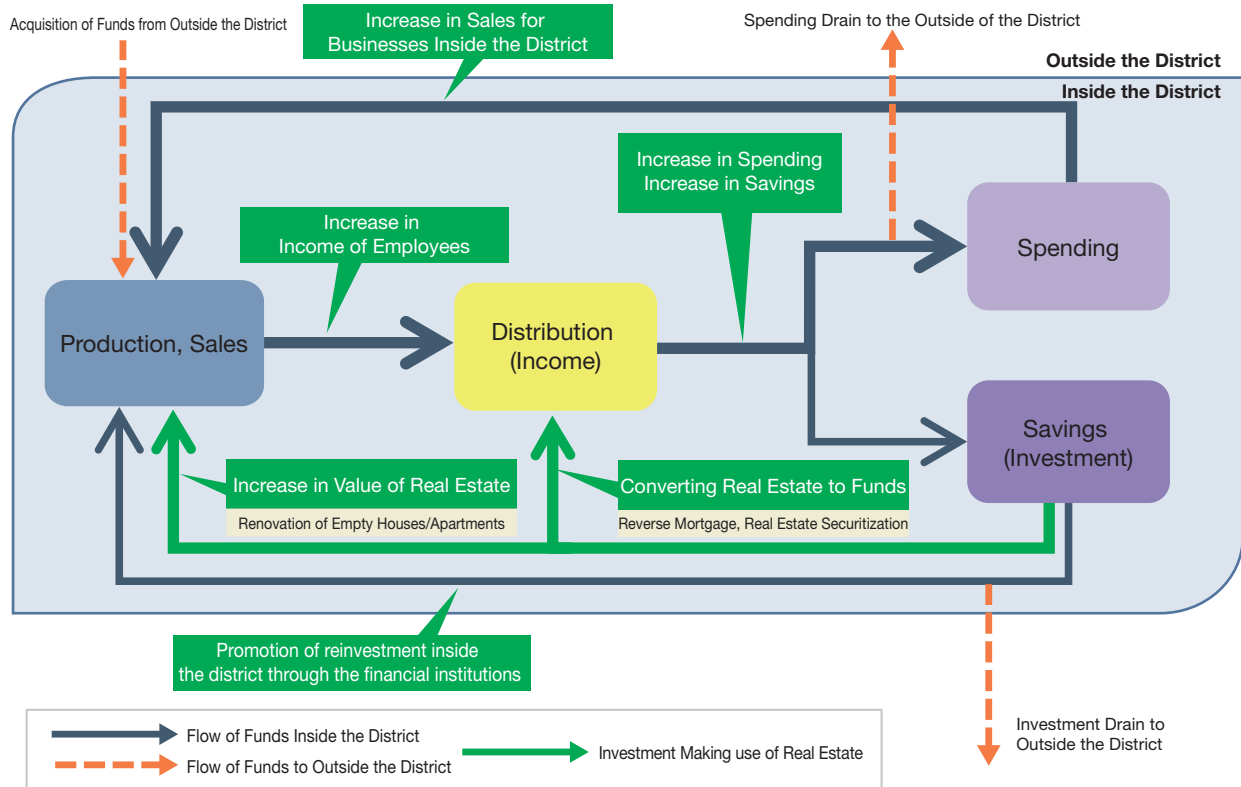 Acquisition of Funds from Outside the District
Increase in Sales for
Businesses Inside the District
Spending Drain to the Outside of the District
Outside the District
Inside the District
Increase in Spending
Increase in Savings
Increase in
Income of Employees
Spending
Production, Sales
Distribution
(Income)
Savings
(Investment)
Increase in Value of Real Estate
Renovation of Empty Houses/Apartments
Converting Real Estate to Funds
Reverse Mortgage, Real Estate Securitization
Promotion of reinvestment inside
the district through the financial institutions
Investment Drain to
Outside the District
Flow of Funds Inside the District
Flow of Funds to Outside the District
Investment Making use of Real Estate